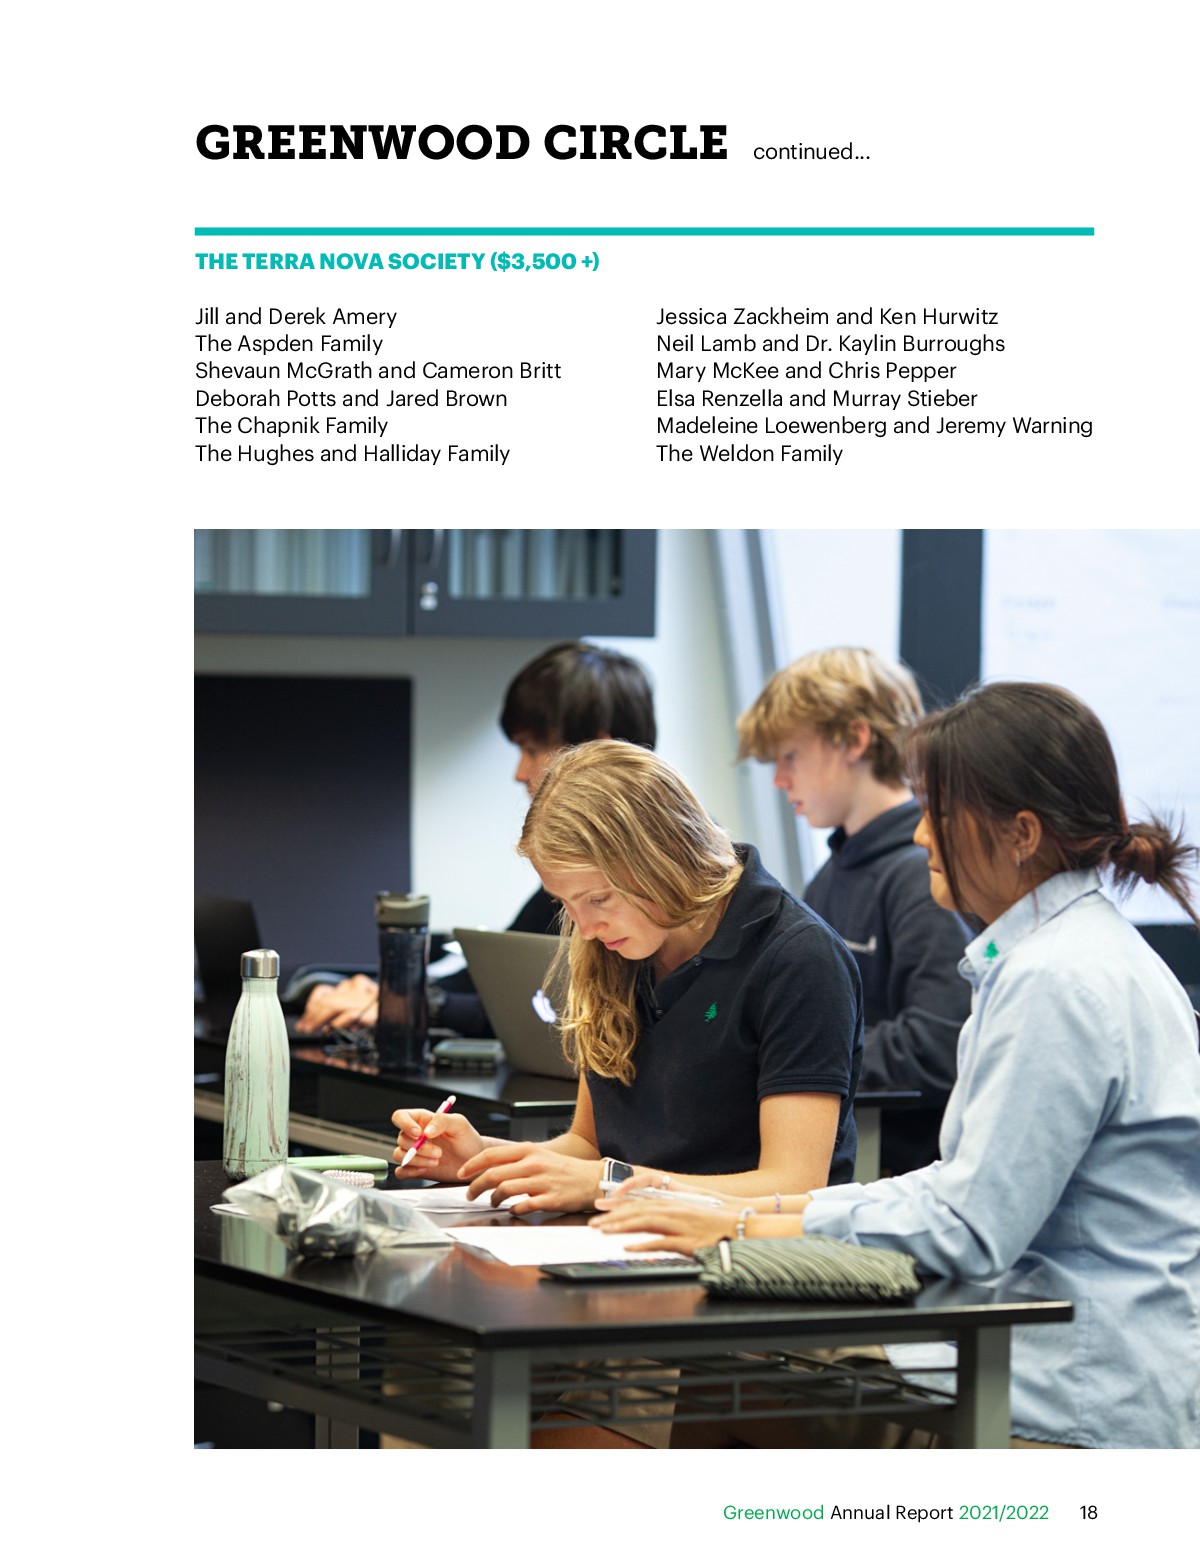 GREENWOOD CIRCLE continued...
THE TERRA NOVA SOCIETY ($3,500 +)
Jill and Derek Amery
The Aspden Family
Shevaun McGrath and Cameron Britt
Deborah Potts and Jared Brown
The Chapnik Family
The Hughes and Halliday Family
Jessica Zackheim and Ken Hurwitz
Neil Lamb and Dr. Kaylin Burroughs
Mary McKee and Chris Pepper
Elsa Renzella and Murray Stieber
Madeleine Loewenberg and Jeremy Warning
The Weldon Family
Greenwood Annual Report 2021/2022 18